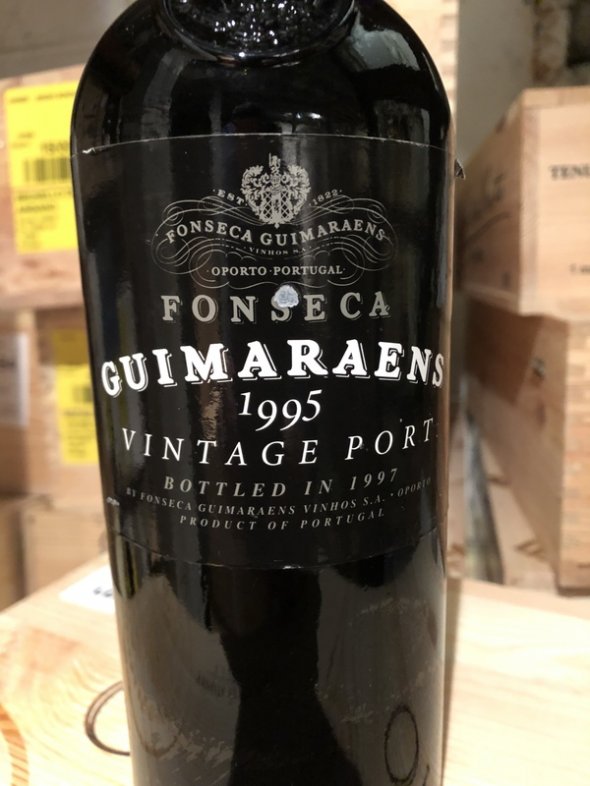 EST. 1822
FONSECA GUIMARAENS
VINHOS S.A.
OPORTO · PORTUGAL
FONSECA
GUIMARAENS
1995
VINTAGE PORT
BOTTLED IN 1997
BY FONSECA GUIMARAENS VINHOS S.A. · OPORTO
PRODUCT OF PORTUGAL
TENU